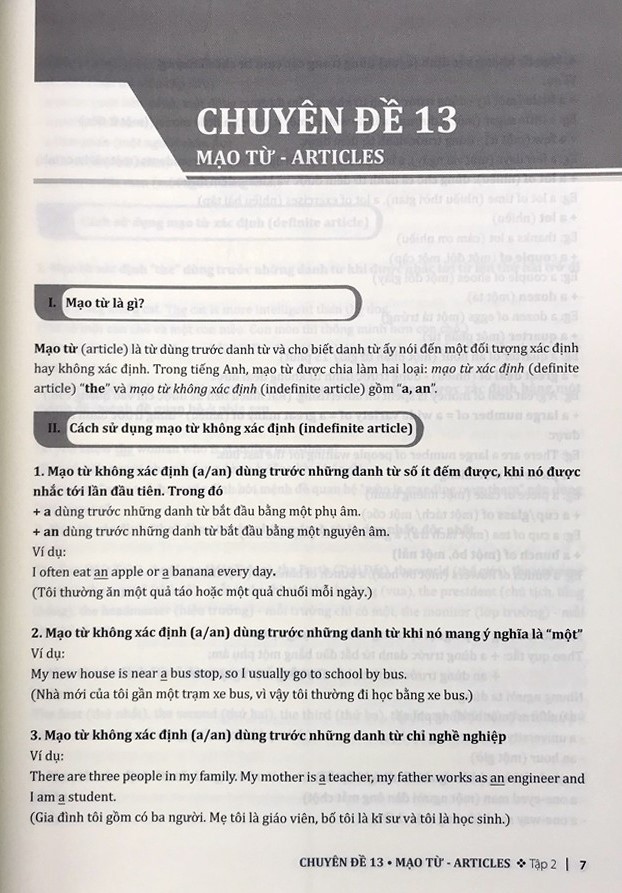 CHUYÊN ĐỀ 13
MẠO TỪ - ARTICLES
I. Mạo từ là gì?
Mạo từ (article) là từ dùng trước danh từ và cho biết danh từ ấy nói đến một đối tượng xác định
hay không xác định. Trong tiếng Anh, mạo từ được chia làm hai loại: mạo từ xác định (definite
article) "the" và mạo từ không xác định (indefinite article) gồm "a, an".
II. Cách sử dụng mạo từ không xác định (indefinite article)
1. Mạo từ không xác định (a/an) dùng trước những danh từ số ít đếm được, khi nó được
nhắc tới lần đầu tiên. Trong đó
+ a dùng trước những danh từ bắt đầu bằng một phụ âm.
+ an dùng trước những danh từ bắt đầu bằng một nguyên âm.
Ví dụ:
I often eat an apple or a banana every day.
(Tôi thường ăn một quả táo hoặc một quả chuối mỗi ngày.)
2. Mạo từ không xác định (a/an) dùng trước những danh từ khi nó mang ý nghĩa là "một"
Ví dụ:
My new house is near a bus stop, so I usually go to school by bus.
(Nhà mới của tôi gần một trạm xe bus, vì vậy tôi thường đi học bằng xe bus.)
3. Mạo từ không xác định (a/an) dùng trước những danh từ chỉ nghề nghiệp
Ví dụ:
There are three people in my family. My mother is a teacher, my father works as an engineer and
I am a student.
(Gia đình tôi gồm có ba người. Mẹ tôi là giáo viên, bố tôi là kĩ sư và tôi là học sinh.)
CHUYÊN ĐỀ 13 • MẠO TỪ - ARTICLES ❖ Tập 2 | 7